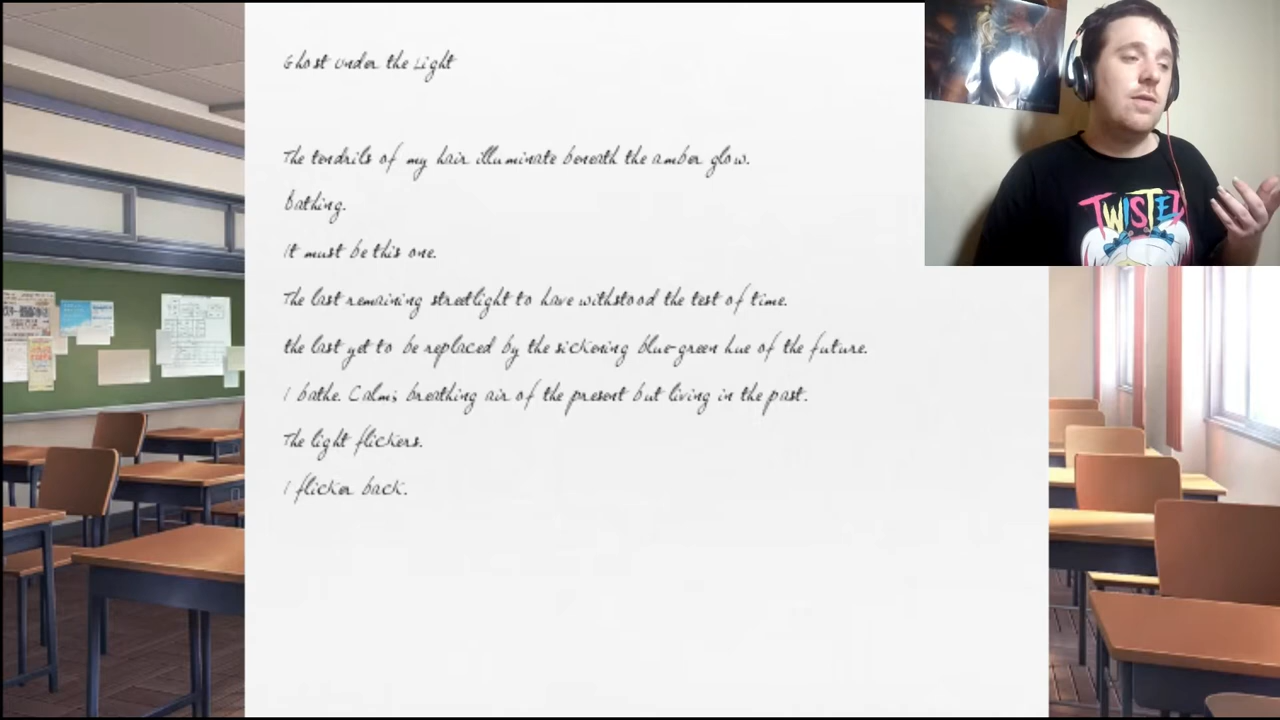 Ghost Under the Light
The tendrils of my hair illuminate beneath the amber glow.
Bathing.
It must be this one.
The last remaining streetlight to have withstood the test of time.
the last yet to be replaced by the sickening blue-green hue of the future.
I bathe. Calm; breathing air of the present but living in the past.
The light flickers.
I flicker back.
TWISTED